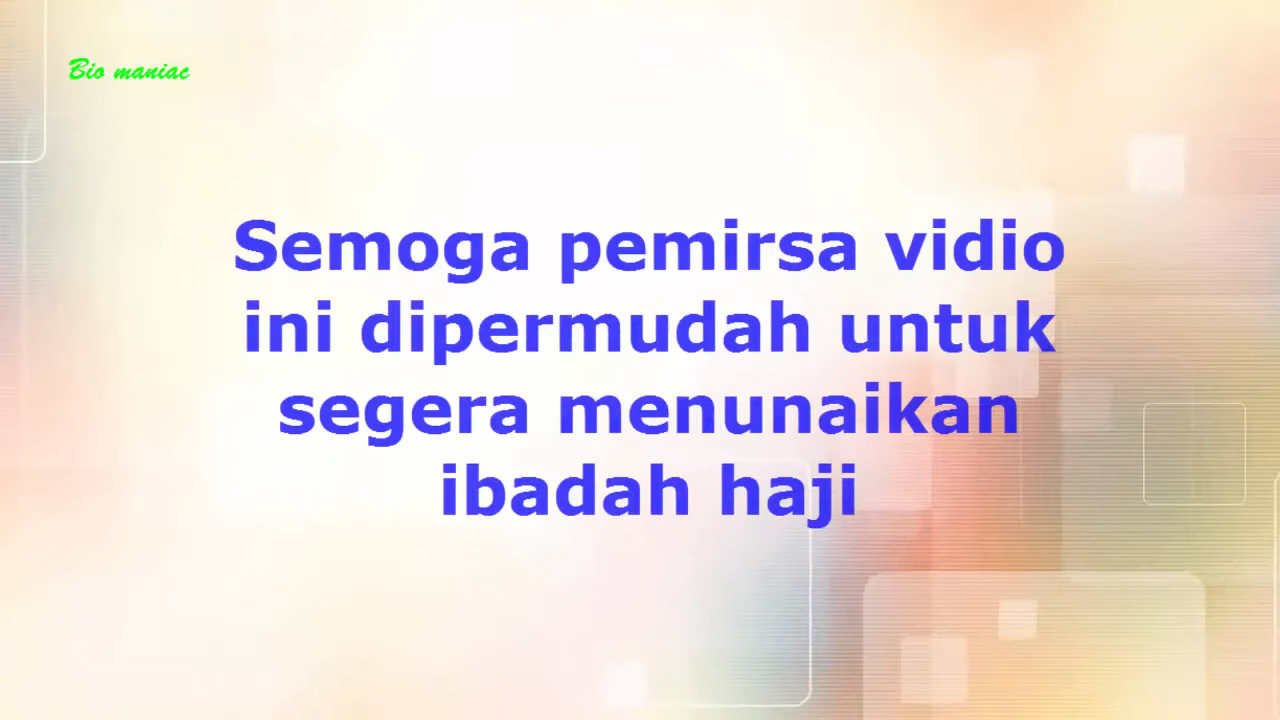 Bio maniac
Semoga pemirsa vidio
ini dipermudah untuk
segera menunaikan
ibadah haji